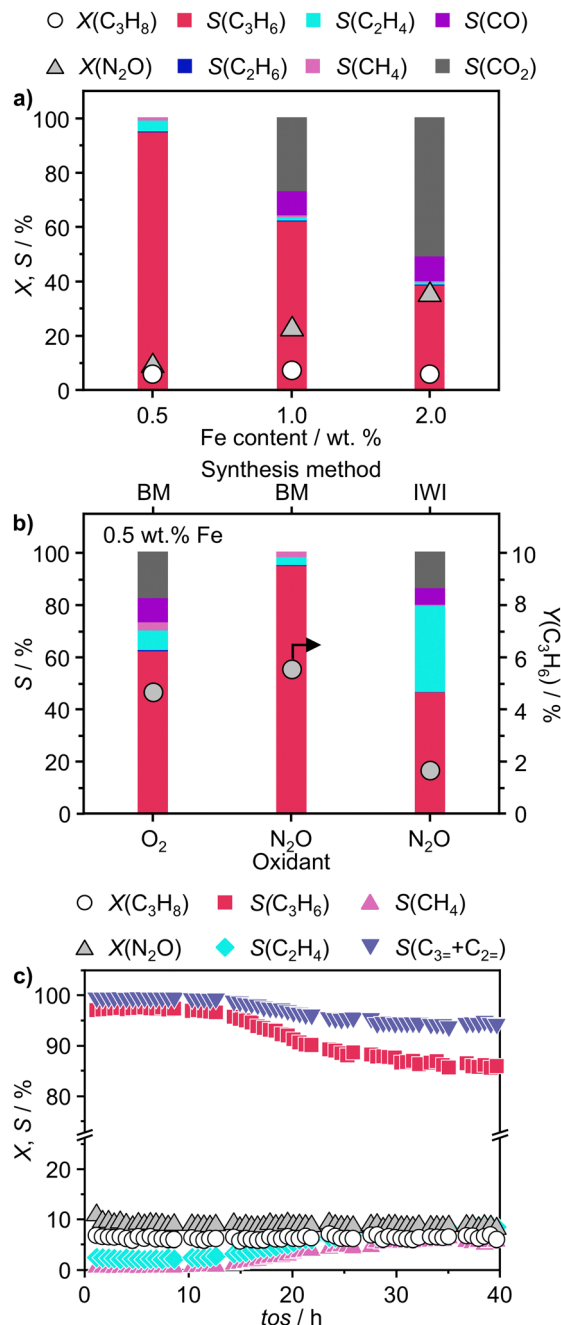 X(C₃H₈) S(C₃H₆) S(C₂H₄) S(CO)
X(N₂O) S(C₂H₆) S(CH₄) S(CO₂)
a)
100
80
60
40
20
0
X, S / %
0.5 1.0 2.0
Fe content / wt. %
Synthesis method
BM BM IWI
b)
0.5 wt.% Fe
100 10
80 8
60 6
40 4
20 2
0 0
S / %
Y(C₃H₆) / %
O₂ N₂O N₂O
Oxidant
X(C₃H₈) S(C₃H₆) S(CH₄)
X(N₂O) S(C₂H₄) S(C₃₌+C₂₌)
c)
100
90
80
20
10
0
X, S / %
0 10 20 30 40
tos / h